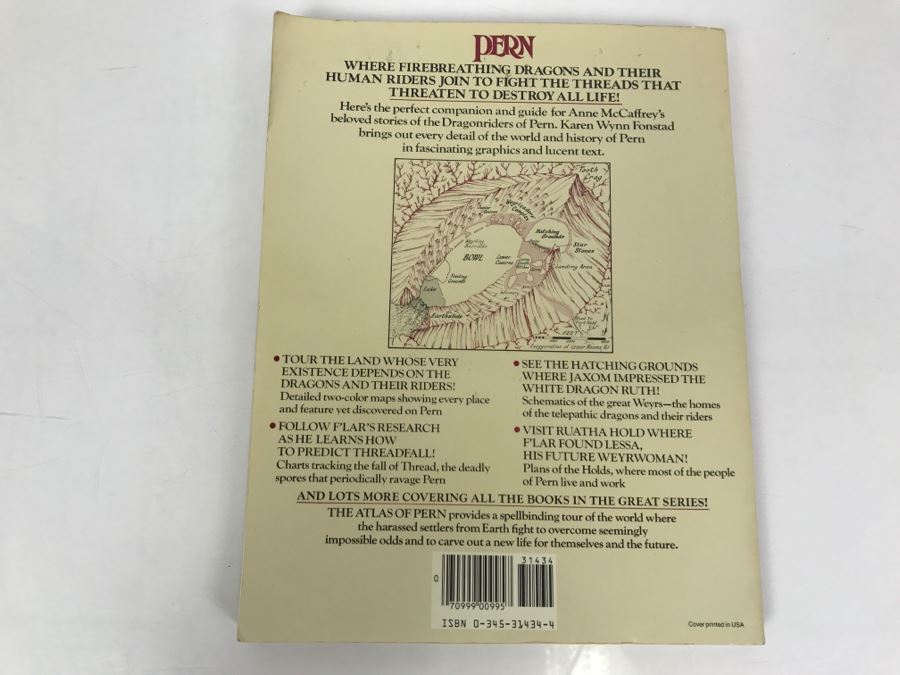 PERN
WHERE FIREBREATHING DRAGONS AND THEIR
HUMAN RIDERS JOIN TO FIGHT THE THREADS THAT
THREATEN TO DESTROY ALL LIFE!
Here's the perfect companion and guide for Anne McCaffrey's
beloved stories of the Dragonriders of Pern. Karen Wynn Fonstad
brings out every detail of the world and history of Pern
in fascinating graphics and lucent text.
Tooth
Crag
Weyrleader
Complex
Hatching
Grounds
Star
Stones
BOWL
Lower
Caverns
Landing Area
Feeding
Grounds
Lake
Earthslide
FEET
• TOUR THE LAND WHOSE VERY
EXISTENCE DEPENDS ON THE
DRAGONS AND THEIR RIDERS!
Detailed two-color maps showing every place
and feature yet discovered on Pern
• FOLLOW F'LAR'S RESEARCH
AS HE LEARNS HOW
TO PREDICT THREADFALL!
Charts tracking the fall of Thread, the deadly
spores that periodically ravage Pern
• SEE THE HATCHING GROUNDS
WHERE JAXOM IMPRESSED THE
WHITE DRAGON RUTH!
Schematics of the great Weyrs—the homes
of the telepathic dragons and their riders
• VISIT RUATHA HOLD WHERE
F'LAR FOUND LESSA,
HIS FUTURE WEYRWOMAN!
Plans of the Holds, where most of the people
of Pern live and work
AND LOTS MORE COVERING ALL THE BOOKS IN THE GREAT SERIES!
THE ATLAS OF PERN provides a spellbinding tour of the world where
the harassed settlers from Earth fight to overcome seemingly
impossible odds and to carve out a new life for themselves and the future.
31434
0
70999 00995
ISBN 0-345-31434-4
Cover printed in USA